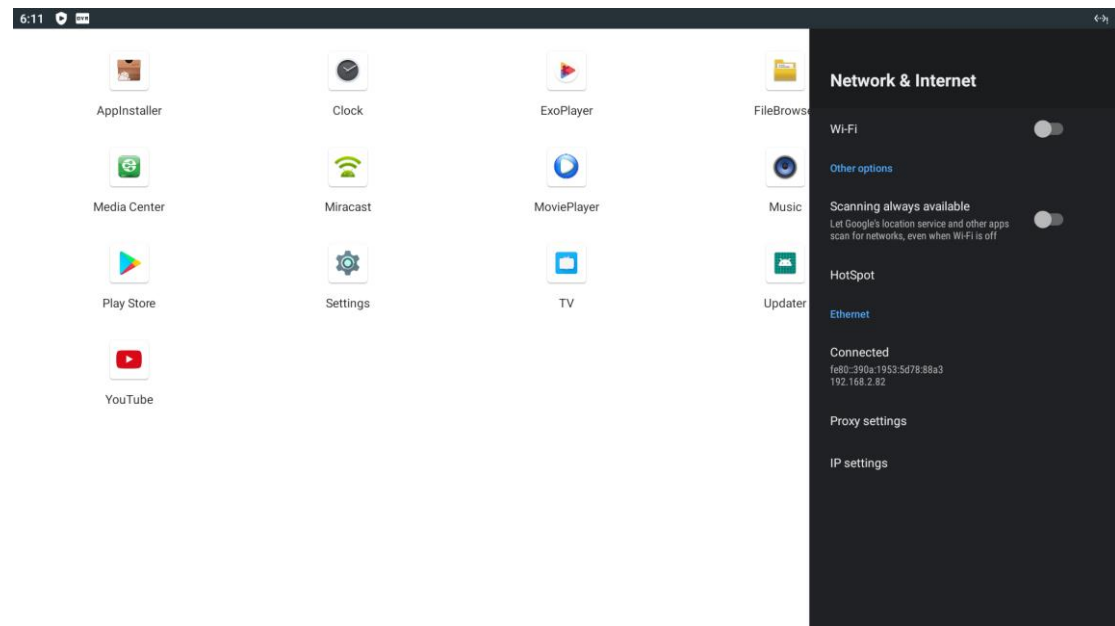 6:11
AppInstaller
Clock
ExoPlayer
FileBrowse
Media Center
Miracast
MoviePlayer
Music
Play Store
Settings
TV
Updater
YouTube
Network & Internet
Wi-Fi
Other options
Scanning always available
Let Google's location service and other apps
scan for networks, even when Wi-Fi is off
HotSpot
Ethernet
Connected
fe80::390a:1953:5d78:88a3
192.168.2.82
Proxy settings
IP settings